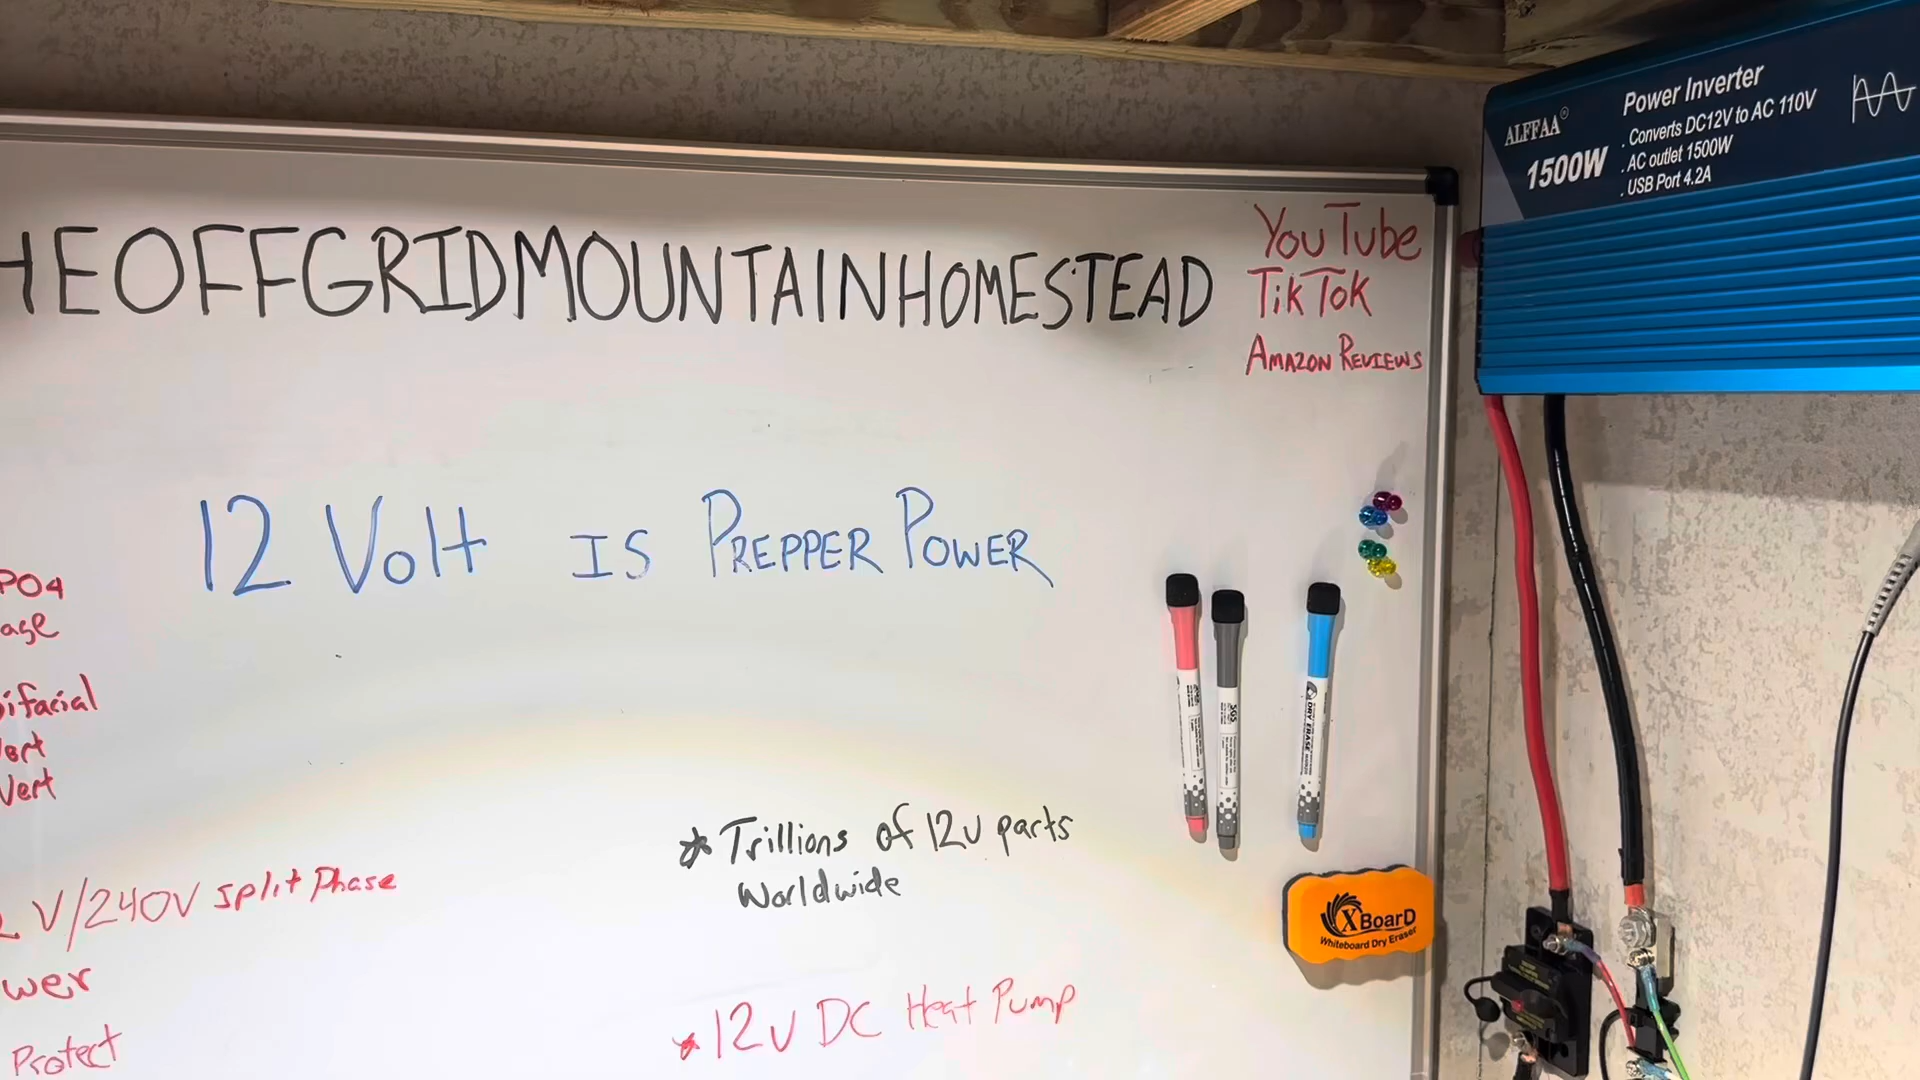 HEOFFGRIDMOUNTAINHOMESTEAD
YouTube
TikTok
Amazon Reviews
12 Volt is Prepper Power
PO4
age
ifacial
Vert
V/240V split Phase
wer
Protect
* Trillions of 12v parts
Worldwide
* 12v DC Heat Pump
ALFFAA®
1500W
Power Inverter
. Converts DC12V to AC 110V
. AC outlet 1500W
. USB Port 4.2A
SGS
DRY ERASE
XBoarD
Whiteboard Dry Eraser